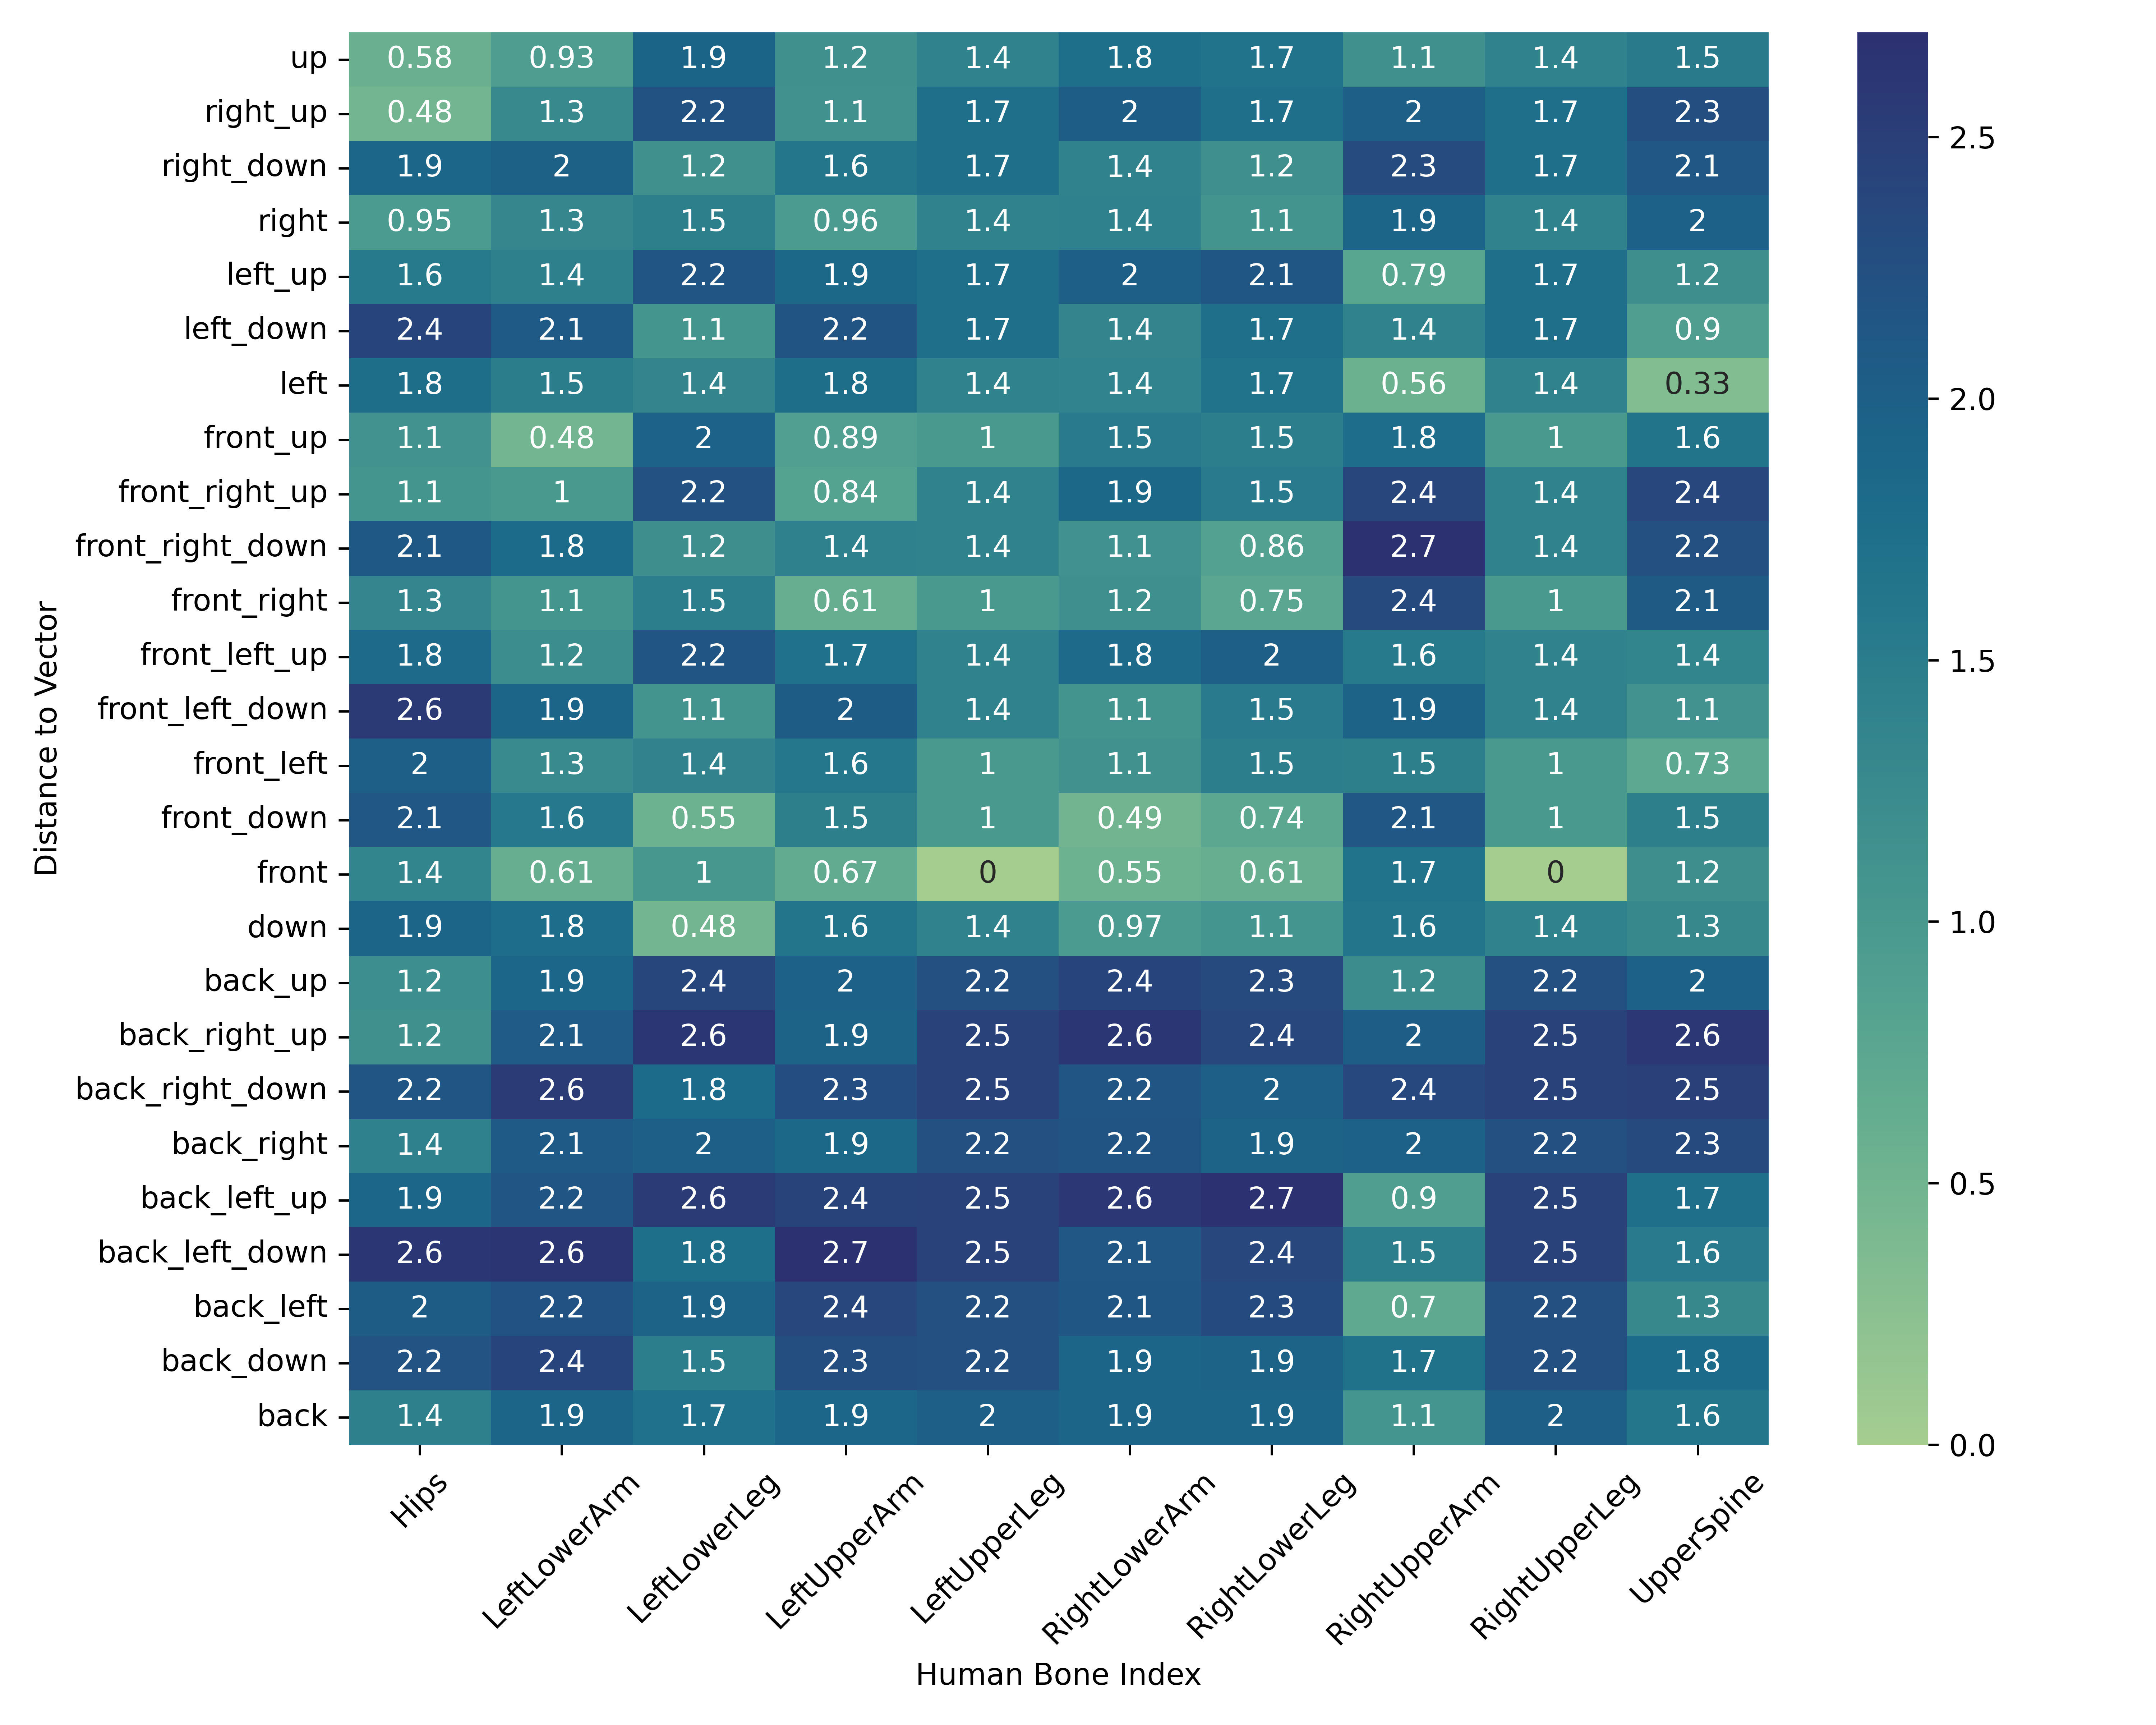 up 0.58 0.93 1.9 1.2 1.4 1.8 1.7 1.1 1.4 1.5
right_up 0.48 1.3 2.2 1.1 1.7 2 1.7 2 1.7 2.3
right_down 1.9 2 1.2 1.6 1.7 1.4 1.2 2.3 1.7 2.1
right 0.95 1.3 1.5 0.96 1.4 1.4 1.1 1.9 1.4 2
left_up 1.6 1.4 2.2 1.9 1.7 2 2.1 0.79 1.7 1.2
left_down 2.4 2.1 1.1 2.2 1.7 1.4 1.7 1.4 1.7 0.9
left 1.8 1.5 1.4 1.8 1.4 1.4 1.7 0.56 1.4 0.33
front_up 1.1 0.48 2 0.89 1 1.5 1.5 1.8 1 1.6
front_right_up 1.1 1 2.2 0.84 1.4 1.9 1.5 2.4 1.4 2.4
front_right_down 2.1 1.8 1.2 1.4 1.4 1.1 0.86 2.7 1.4 2.2
front_right 1.3 1.1 1.5 0.61 1 1.2 0.75 2.4 1 2.1
front_left_up 1.8 1.2 2.2 1.7 1.4 1.8 2 1.6 1.4 1.4
front_left_down 2.6 1.9 1.1 2 1.4 1.1 1.5 1.9 1.4 1.1
front_left 2 1.3 1.4 1.6 1 1.1 1.5 1.5 1 0.73
front_down 2.1 1.6 0.55 1.5 1 0.49 0.74 2.1 1 1.5
front 1.4 0.61 1 0.67 0 0.55 0.61 1.7 0 1.2
down 1.9 1.8 0.48 1.6 1.4 0.97 1.1 1.6 1.4 1.3
back_up 1.2 1.9 2.4 2 2.2 2.4 2.3 1.2 2.2 2
back_right_up 1.2 2.1 2.6 1.9 2.5 2.6 2.4 2 2.5 2.6
back_right_down 2.2 2.6 1.8 2.3 2.5 2.2 2 2.4 2.5 2.5
back_right 1.4 2.1 2 1.9 2.2 2.2 1.9 2 2.2 2.3
back_left_up 1.9 2.2 2.6 2.4 2.5 2.6 2.7 0.9 2.5 1.7
back_left_down 2.6 2.6 1.8 2.7 2.5 2.1 2.4 1.5 2.5 1.6
back_left 2 2.2 1.9 2.4 2.2 2.1 2.3 0.7 2.2 1.3
back_down 2.2 2.4 1.5 2.3 2.2 1.9 1.9 1.7 2.2 1.8
back 1.4 1.9 1.7 1.9 2 1.9 1.9 1.1 2 1.6
Hips LeftLowerArm LeftLowerLeg LeftUpperArm LeftUpperLeg RightLowerArm RightLowerLeg RightUpperArm RightUpperLeg UpperSpine
Human Bone Index
Distance to Vector
2.5
2.0
1.5
1.0
0.5
0.0